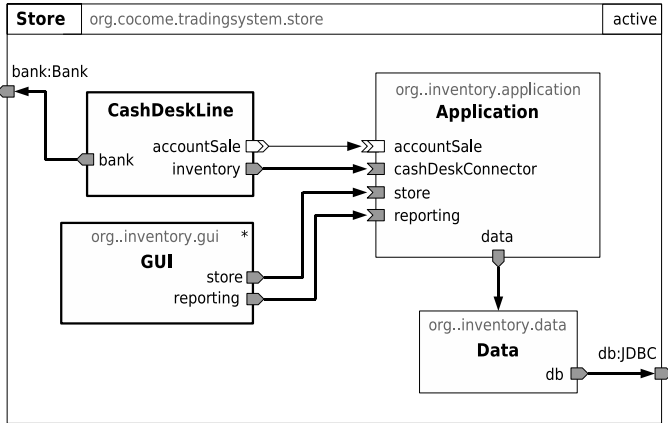 Store org.cocome.tradingsystem.store active
bank:Bank
CashDeskLine
accountSale
bank
inventory
org..inventory.application
Application
accountSale
cashDeskConnector
store
reporting
data
org..inventory.gui *
GUI
store
reporting
org..inventory.data
Data
db
db:JDBC